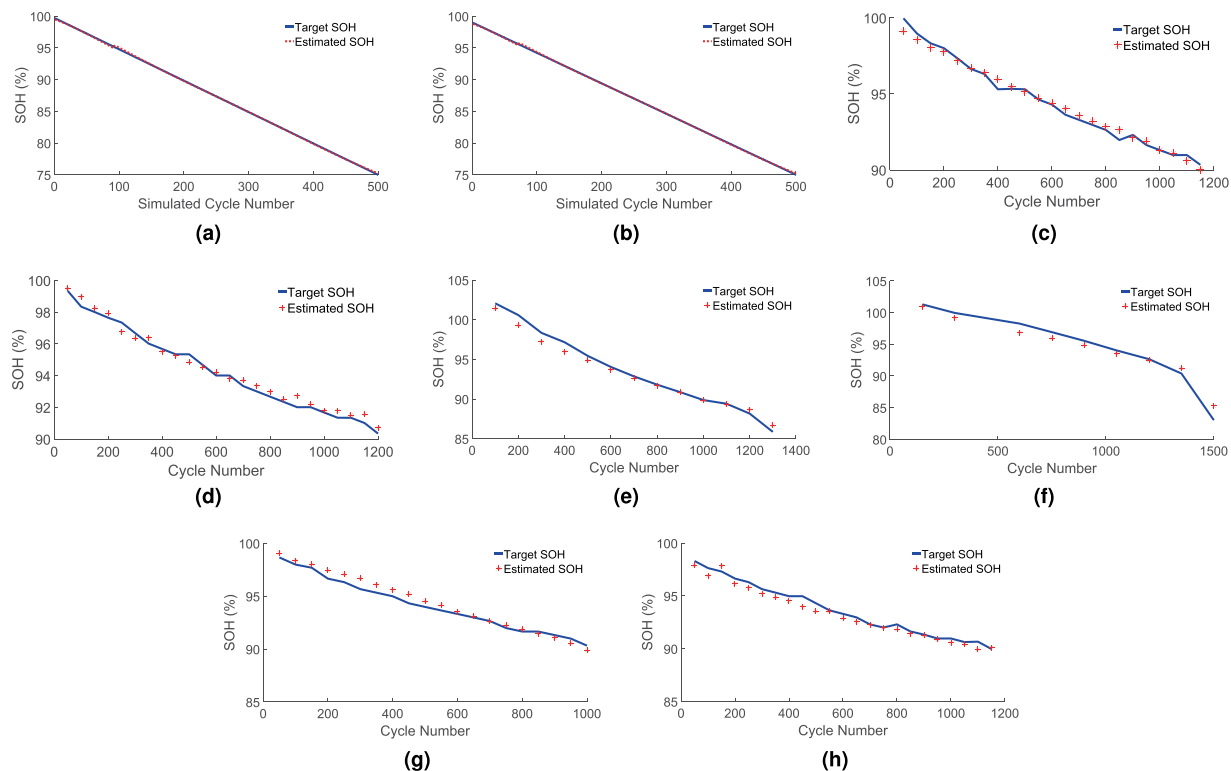 Target SOH
Estimated SOH
SOH (%)
100
95
90
85
80
75
0 100 200 300 400 500
Simulated Cycle Number
(a)
Target SOH
Estimated SOH
SOH (%)
100
95
90
85
80
75
0 100 200 300 400 500
Simulated Cycle Number
(b)
Target SOH
Estimated SOH
SOH (%)
100
95
90
0 200 400 600 800 1000 1200
Cycle Number
(c)
Target SOH
Estimated SOH
SOH (%)
100
98
96
94
92
90
0 200 400 600 800 1000 1200
Cycle Number
(d)
Target SOH
Estimated SOH
SOH (%)
105
100
95
90
85
0 200 400 600 800 1000 1200 1400
Cycle Number
(e)
Target SOH
Estimated SOH
SOH (%)
105
100
95
90
85
80
0 500 1000 1500
Cycle Number
(f)
Target SOH
Estimated SOH
SOH (%)
100
95
90
85
0 200 400 600 800 1000
Cycle Number
(g)
Target SOH
Estimated SOH
SOH (%)
100
95
90
85
0 200 400 600 800 1000 1200
Cycle Number
(h)